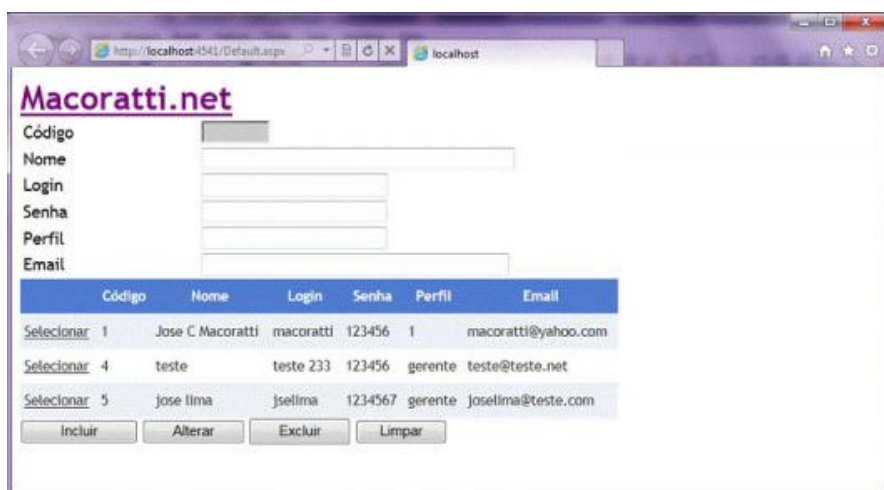 http://localhost:4541/Default.aspx
localhost
Macoratti.net
Código
Nome
Login
Senha
Perfil
Email
Código Nome Login Senha Perfil Email
Selecionar 1 Jose C Macoratti macoratti 123456 1 macoratti@yahoo.com
Selecionar 4 teste teste 233 123456 gerente teste@teste.net
Selecionar 5 jose lima jselima 1234567 gerente joselima@teste.com
Incluir Alterar Excluir Limpar